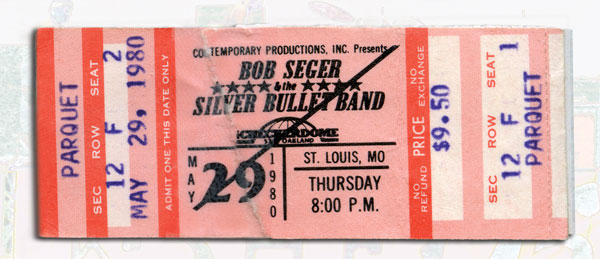 PARQUET
SEC ROW SEAT
12 F 2
MAY 29, 1980
ADMIT ONE THIS DATE ONLY
CONTEMPORARY PRODUCTIONS, INC. Presents
BOB SEGER
& the
SILVER BULLET BAND
CHECKERDOME
OAKLAND
MAY
29
1980
ST. LOUIS, MO
THURSDAY
8:00 P.M.
NO REFUND PRICE NO EXCHANGE
$9.50
SEC ROW SEAT
12 F 1
PARQUET